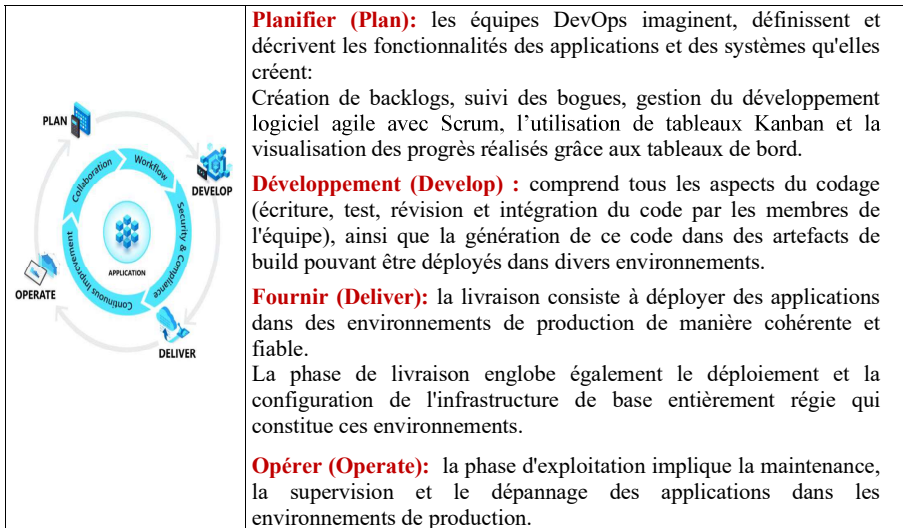 PLAN
DEVELOP
DELIVER
OPERATE
Collaboration
Workflow
Security & Compliance
Continuous Improvement
APPLICATION
Planifier (Plan): les équipes DevOps imaginent, définissent et
décrivent les fonctionnalités des applications et des systèmes qu'elles
créent:
Création de backlogs, suivi des bogues, gestion du développement
logiciel agile avec Scrum, l’utilisation de tableaux Kanban et la
visualisation des progrès réalisés grâce aux tableaux de bord.
Développement (Develop) : comprend tous les aspects du codage
(écriture, test, révision et intégration du code par les membres de
l'équipe), ainsi que la génération de ce code dans des artefacts de
build pouvant être déployés dans divers environnements.
Fournir (Deliver): la livraison consiste à déployer des applications
dans des environnements de production de manière cohérente et
fiable.
La phase de livraison englobe également le déploiement et la
configuration de l'infrastructure de base entièrement régie qui
constitue ces environnements.
Opérer (Operate): la phase d'exploitation implique la maintenance,
la supervision et le dépannage des applications dans les
environnements de production.